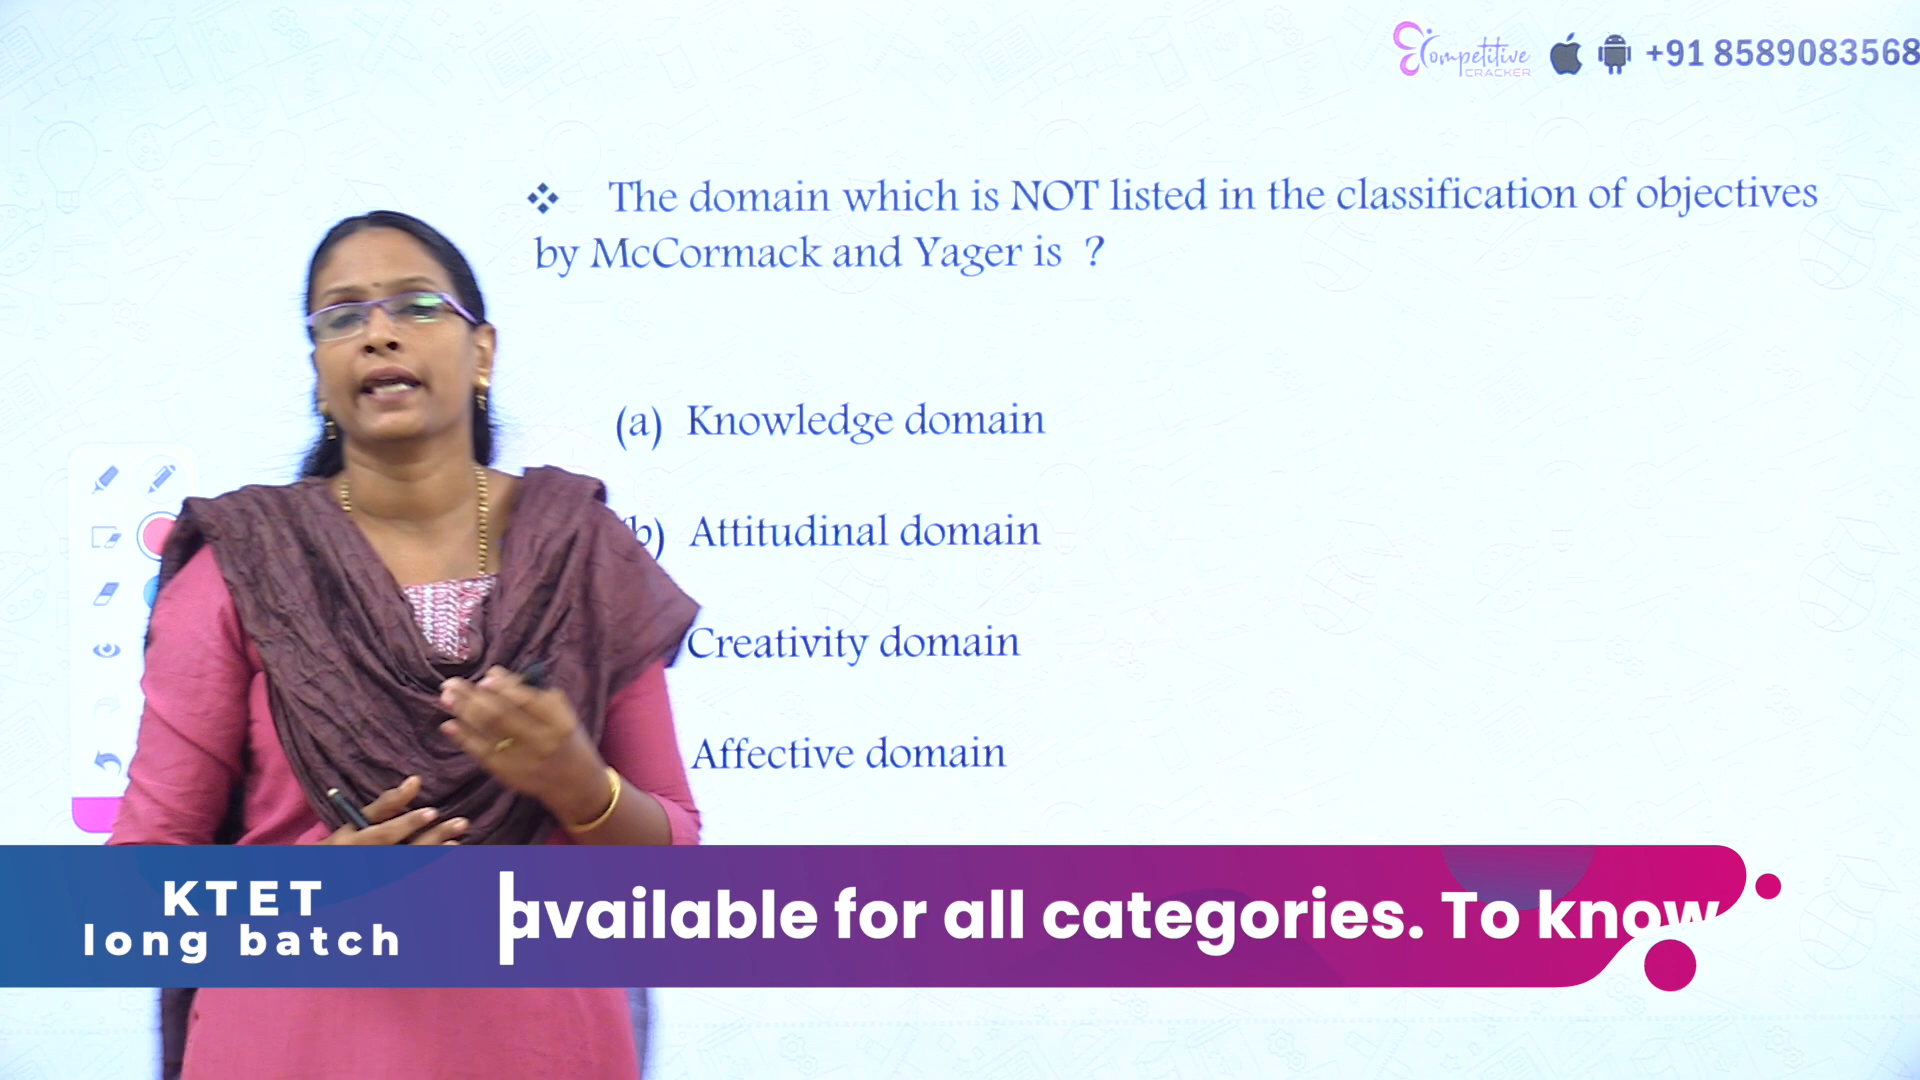 Competitive
CRACKER
+91 8589083568
The domain which is NOT listed in the classification of objectives
by McCormack and Yager is ?
(a) Knowledge domain
(b) Attitudinal domain
Creativity domain
Affective domain
KTET
long batch
available for all categories. To know